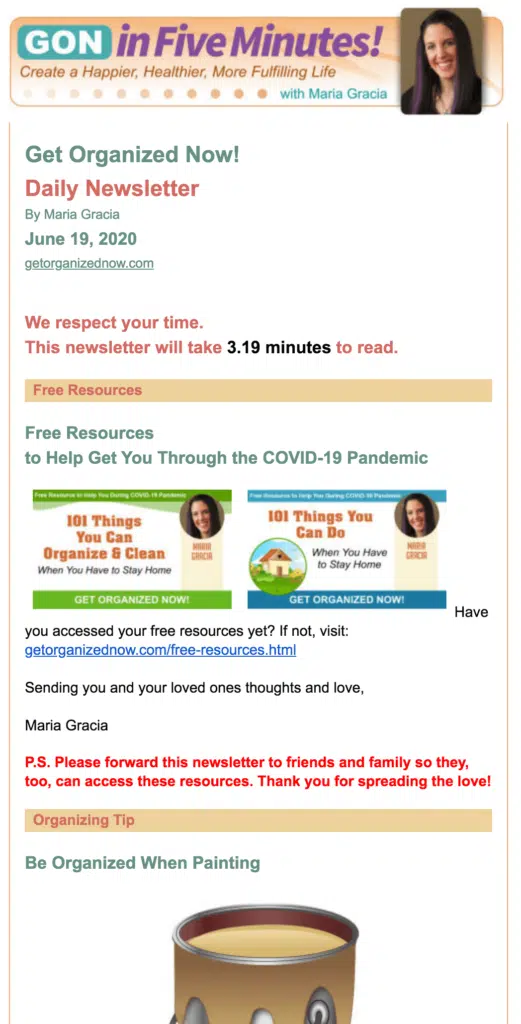 GON in Five Minutes!
Create a Happier, Healthier, More Fulfilling Life
with Maria Gracia
Get Organized Now!
Daily Newsletter
By Maria Gracia
June 19, 2020
getorganizednow.com
We respect your time.
This newsletter will take 3.19 minutes to read.
Free Resources
Free Resources
to Help Get You Through the COVID-19 Pandemic
Free Resource to Help You During COVID-19 Pandemic
101 Things
You Can
Organize & Clean
When You Have to Stay Home
MARIA
GRACIA
GET ORGANIZED NOW!
Free Resource to Help You During COVID-19 Pandemic
101 Things You
Can Do
When You Have
to Stay Home
MARIA
GRACIA
GET ORGANIZED NOW!
Have
you accessed your free resources yet? If not, visit:
getorganizednow.com/free-resources.html
Sending you and your loved ones thoughts and love,
Maria Gracia
P.S. Please forward this newsletter to friends and family so they,
too, can access these resources. Thank you for spreading the love!
Organizing Tip
Be Organized When Painting